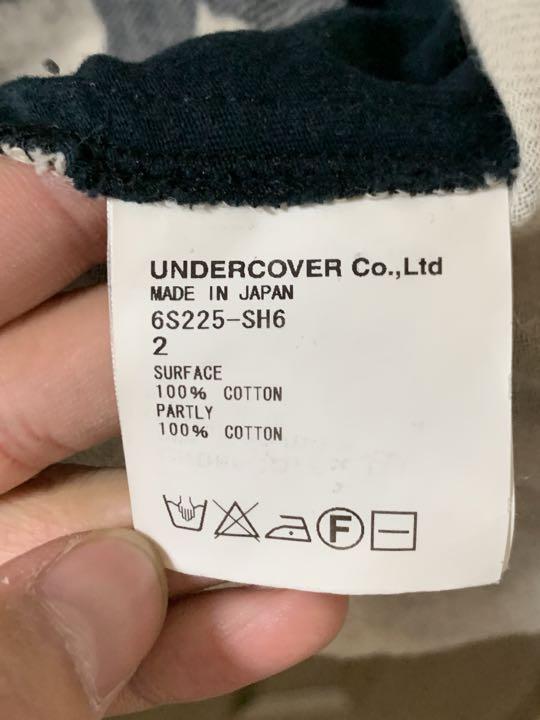 UNDERCOVER Co.,Ltd
MADE IN JAPAN
6S225-SH6
2
SURFACE
100% COTTON
PARTLY
100% COTTON
F